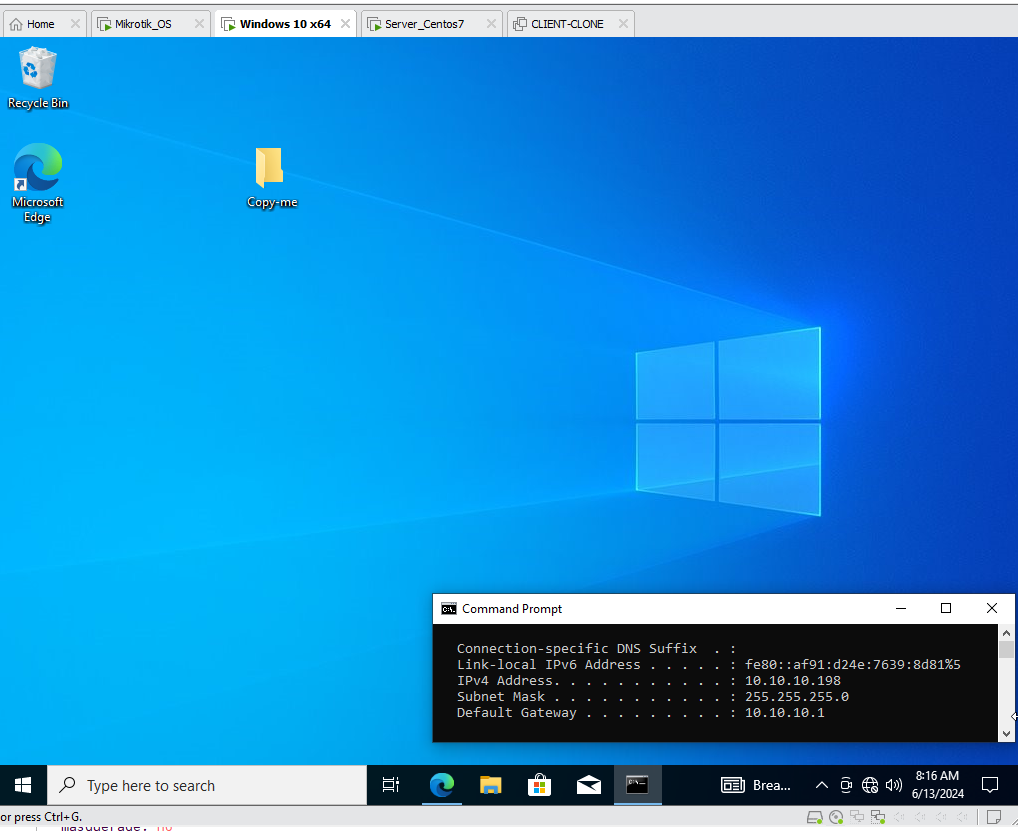 Home
Mikrotik_OS
Windows 10 x64
Server_Centos7
CLIENT-CLONE
Recycle Bin
Microsoft
Edge
Copy-me
Command Prompt
Connection-specific DNS Suffix  . :
Link-local IPv6 Address . . . . . : fe80::af91:d24e:7639:8d81%5
IPv4 Address. . . . . . . . . . . : 10.10.10.198
Subnet Mask . . . . . . . . . . . : 255.255.255.0
Default Gateway . . . . . . . . . : 10.10.10.1
Type here to search
Brea...
8:16 AM
6/13/2024
or press Ctrl+G.
masquerade: no